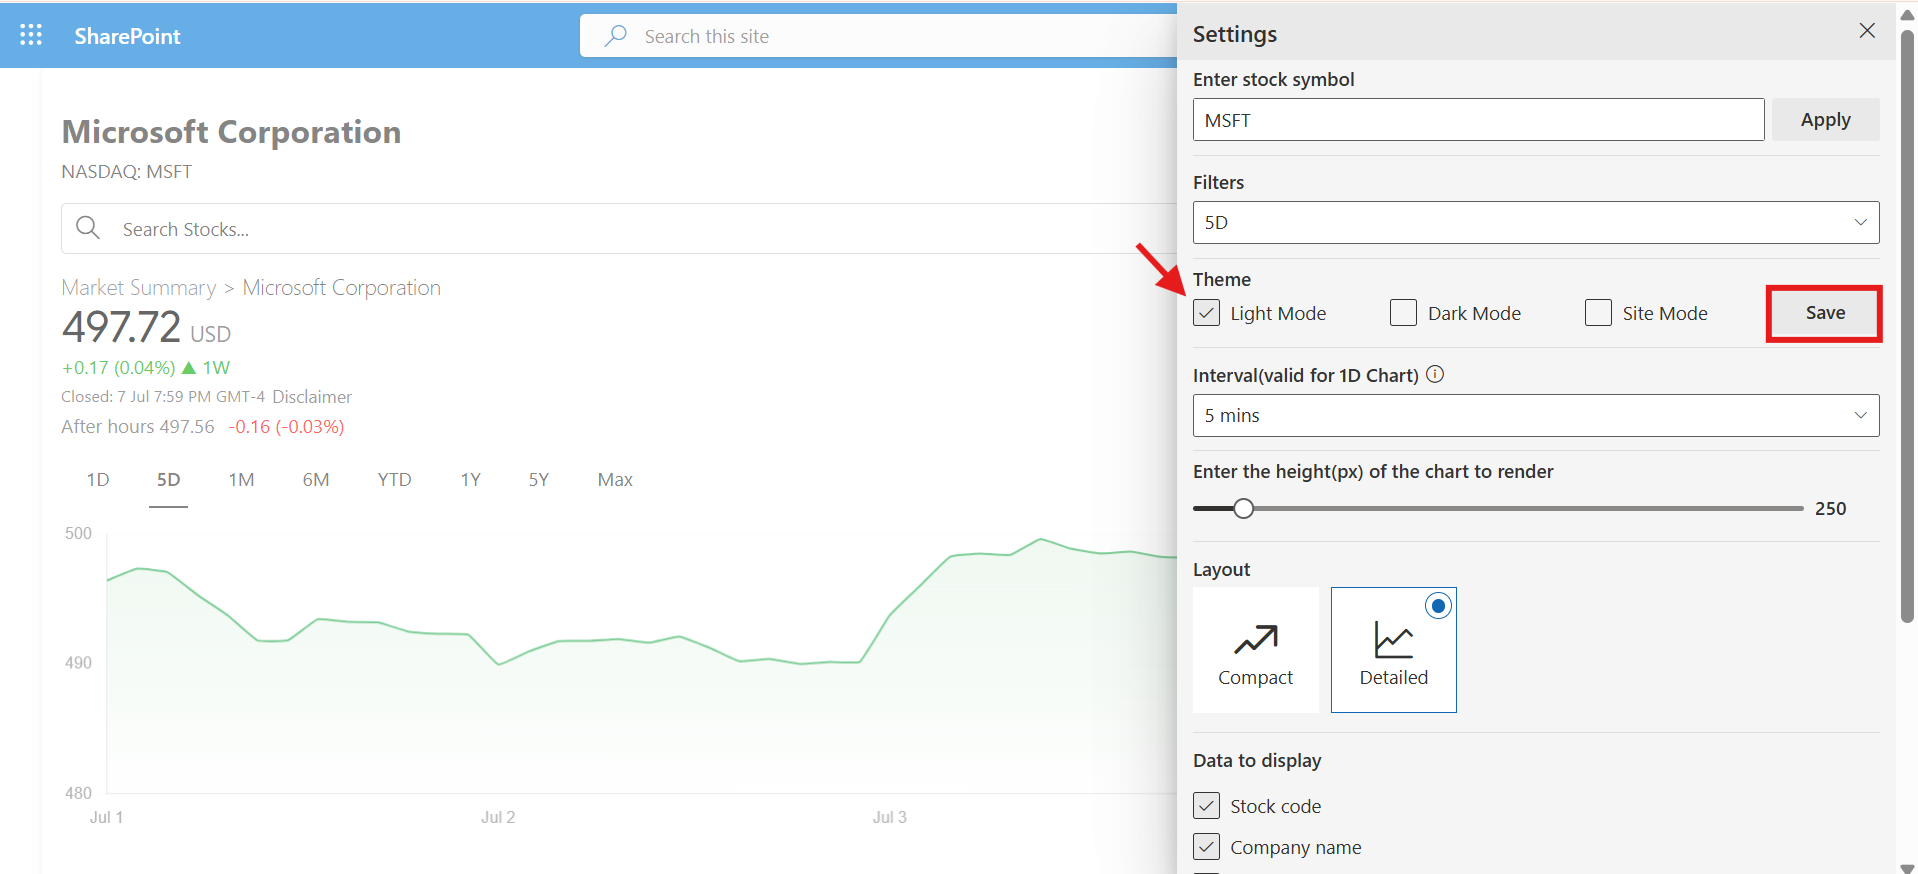 SharePoint
Search this site
Microsoft Corporation
NASDAQ: MSFT
Search Stocks...
Market Summary > Microsoft Corporation
497.72 USD
+0.17 (0.04%) ▲ 1W
Closed: 7 Jul 7:59 PM GMT-4 Disclaimer
After hours 497.56 -0.16 (-0.03%)
1D 5D 1M 6M YTD 1Y 5Y Max
500
490
480
Jul 1 Jul 2 Jul 3
Settings
Enter stock symbol
MSFT Apply
Filters
5D
Theme
Light Mode Dark Mode Site Mode Save
Interval(valid for 1D Chart)
5 mins
Enter the height(px) of the chart to render
250
Layout
Compact Detailed
Data to display
Stock code
Company name